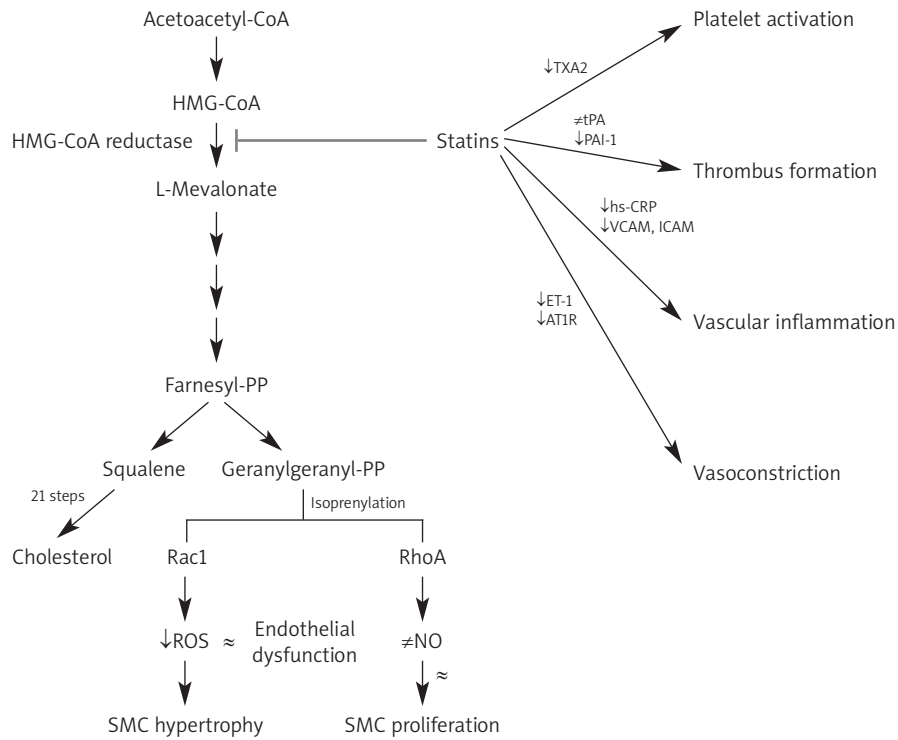 Acetoacetyl-CoA
HMG-CoA
HMG-CoA reductase
L-Mevalonate
Farnesyl-PP
Squalene
Geranylgeranyl-PP
21 steps
Isoprenylation
Cholesterol
Rac1
RhoA
↓ROS ≈
Endothelial
dysfunction
≠NO
≈
SMC hypertrophy
SMC proliferation
Statins
↓TXA2
Platelet activation
≠tPA
↓PAI-1
Thrombus formation
↓hs-CRP
↓VCAM, ICAM
Vascular inflammation
↓ET-1
↓AT1R
Vasoconstriction